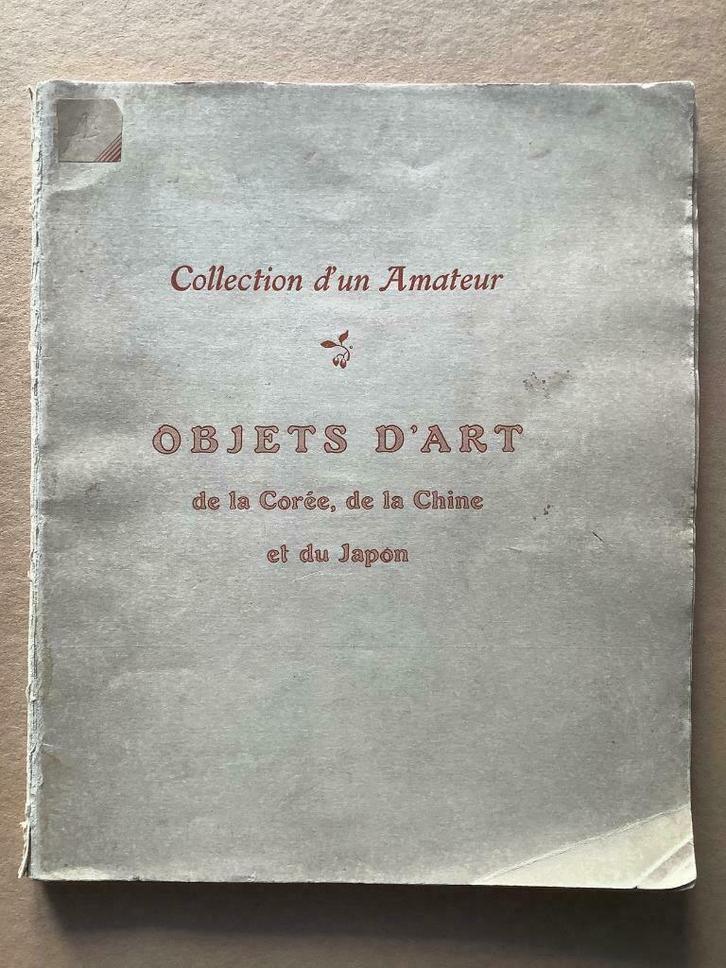 Collection d'un Amateur
OBJETS D'ART
de la Corée, de la Chine
et du Japon